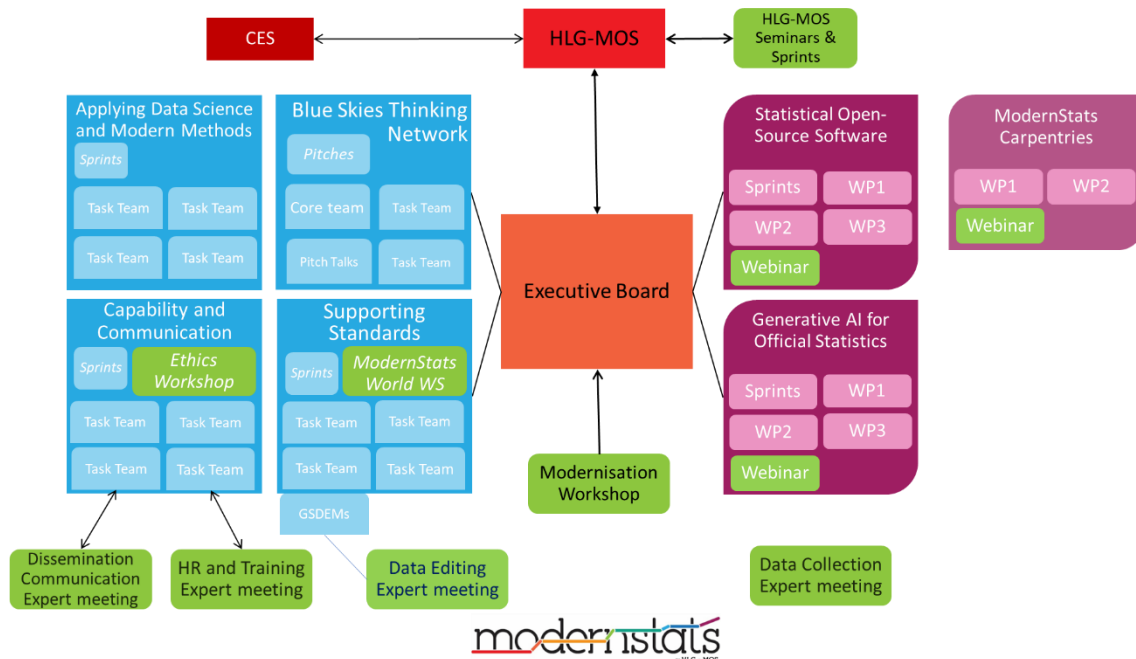 CES
HLG-MOS
HLG-MOS
Seminars &
Sprints
Applying Data Science
and Modern Methods
Sprints
Task Team
Task Team
Task Team
Task Team
Blue Skies Thinking
Network
Pitches
Core team
Task Team
Pitch Talks
Task Team
Statistical Open-
Source Software
Sprints
WP1
WP2
WP3
Webinar
ModernStats
Carpentries
WP1
WP2
Webinar
Executive Board
Capability and
Communication
Sprints
Ethics
Workshop
Task Team
Task Team
Task Team
Task Team
Supporting
Standards
Sprints
ModernStats
World WS
Task Team
Task Team
Task Team
Task Team
GSDEMs
Generative AI for
Official Statistics
Sprints
WP1
WP2
WP3
Webinar
Modernisation
Workshop
Dissemination
Communication
Expert meeting
HR and Training
Expert meeting
Data Editing
Expert meeting
Data Collection
Expert meeting
modernstats
HLG-MOS